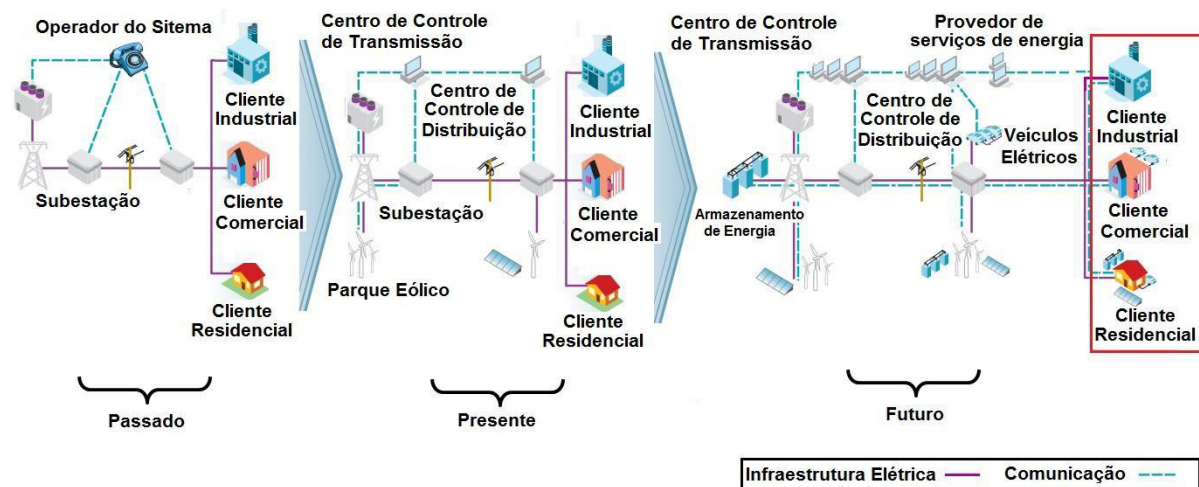 Operador do Sitema
Cliente
Industrial
Subestação
Cliente
Comercial
Cliente
Residencial
Passado
Centro de Controle
de Transmissão
Centro de
Controle de
Distribuição
Cliente
Industrial
Subestação
Cliente
Comercial
Parque Eólico
Cliente
Residencial
Presente
Centro de Controle
de Transmissão
Provedor de
serviços de energia
Centro de
Controle de
Distribuição
Veículos
Elétricos
Cliente
Industrial
Armazenamento
de Energia
Cliente
Comercial
Cliente
Residencial
Futuro
Infraestrutura Elétrica
Comunicação